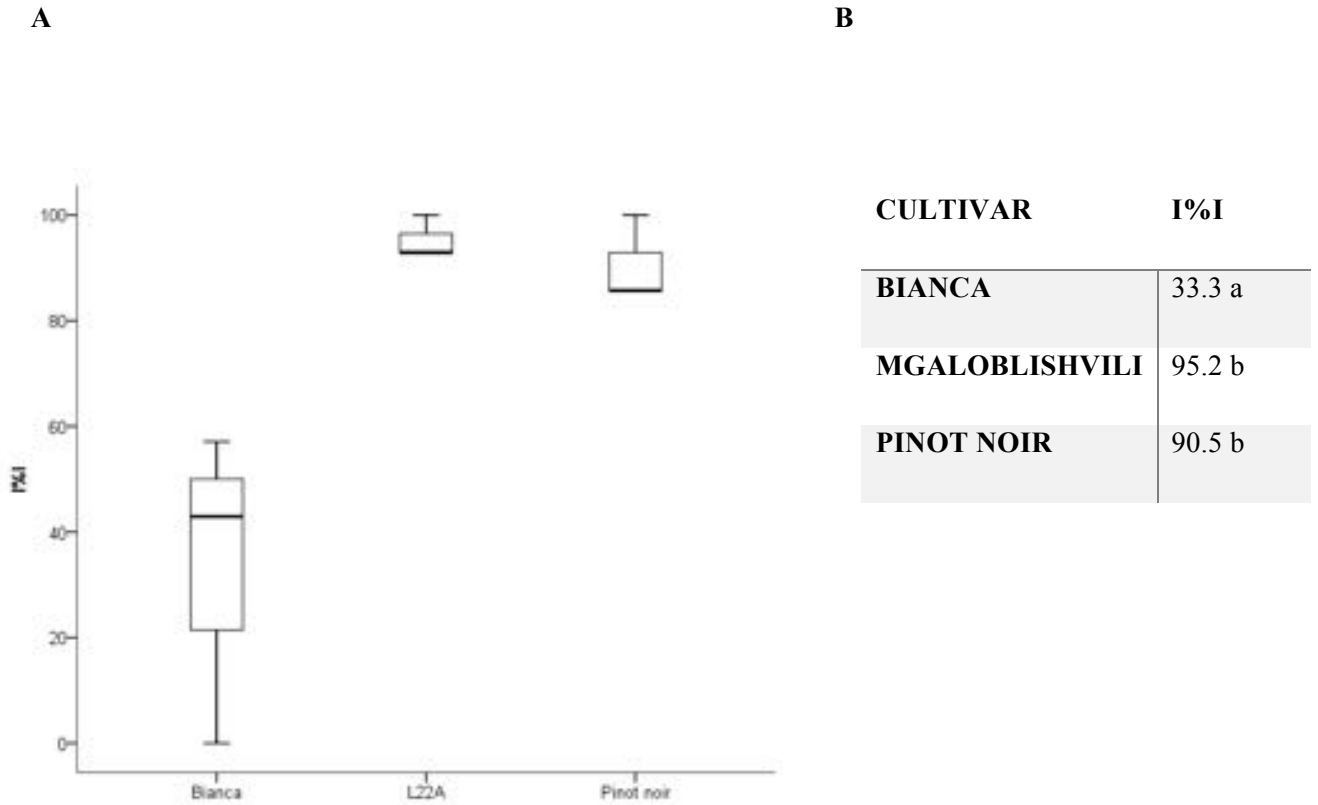 A
B
100
80
60
40
20
0
I%I
Bianca
L22A
Pinot noir
CULTIVAR I%I
BIANCA 33.3 a
MGALOBLISHVILI 95.2 b
PINOT NOIR 90.5 b